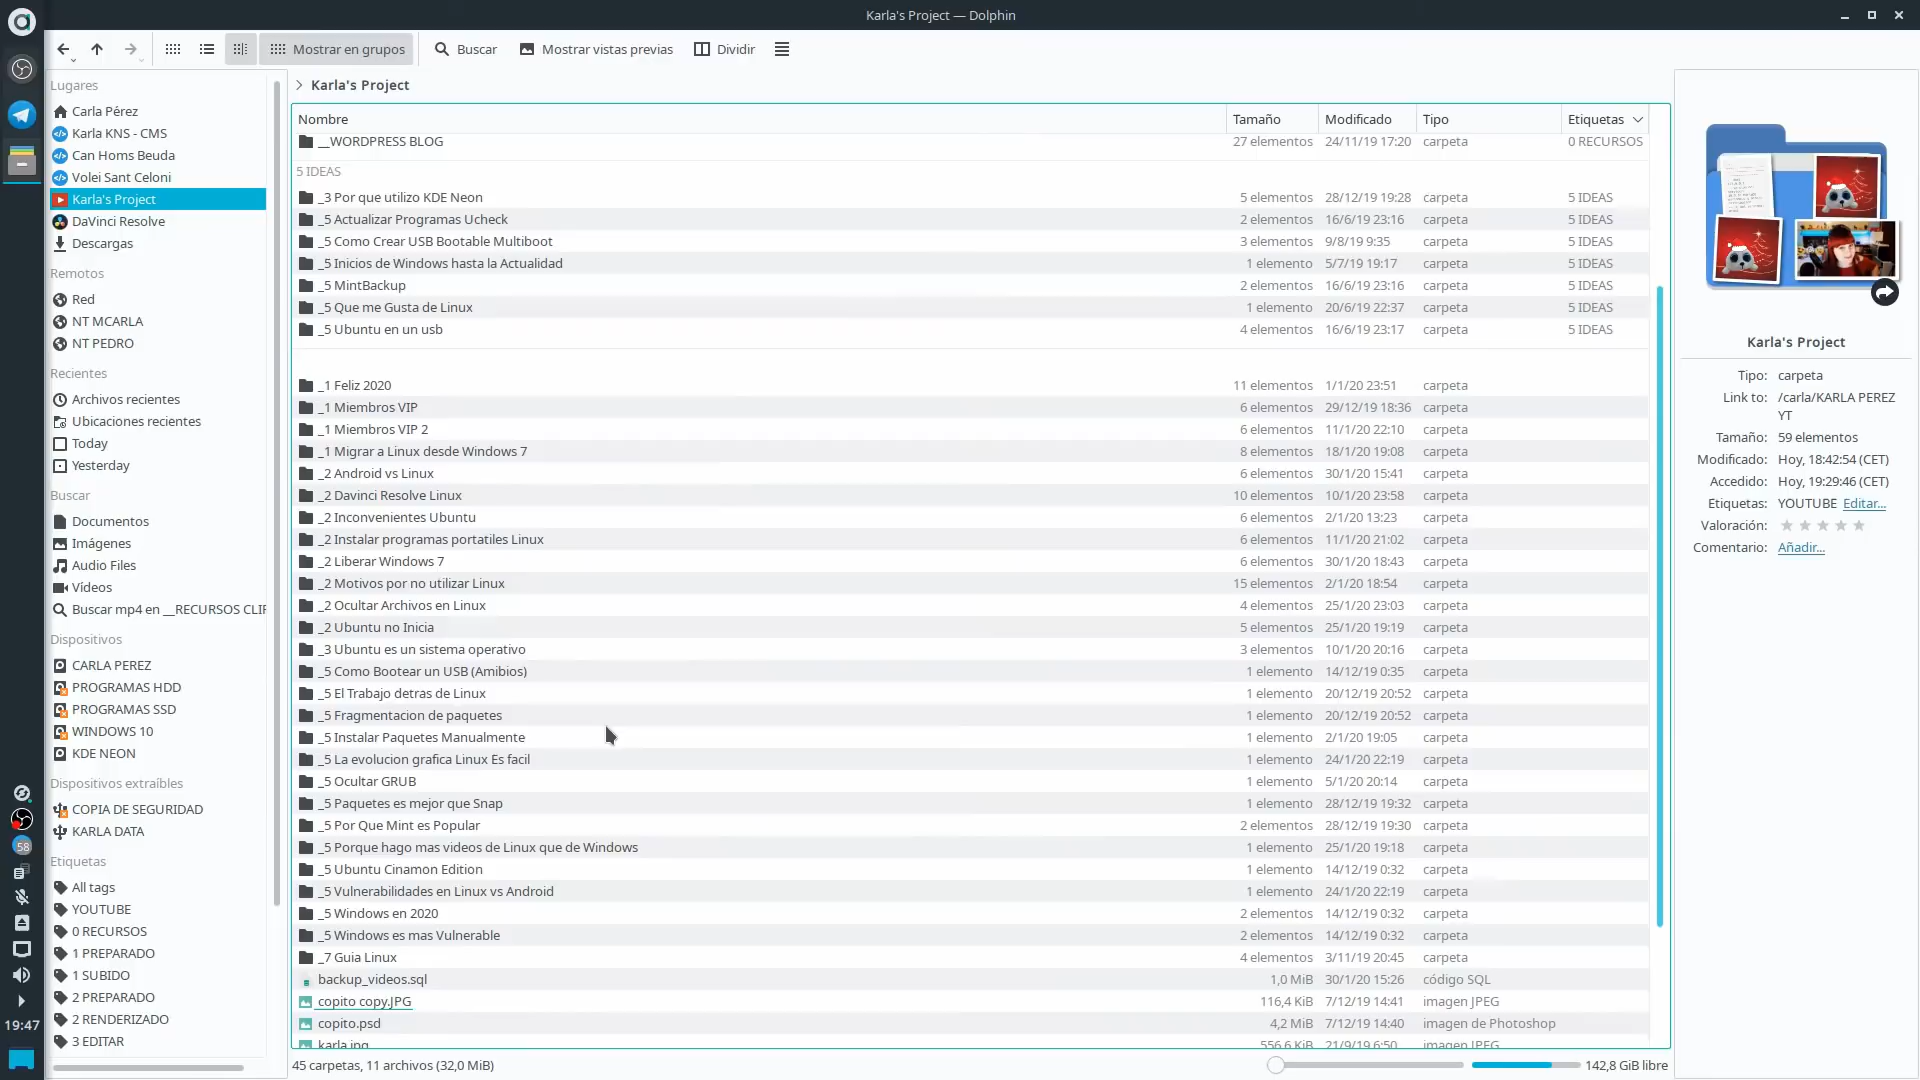 Karla's Project — Dolphin
Mostrar en grupos
Buscar
Mostrar vistas previas
Dividir
Lugares
Carla Pérez
Karla KNS - CMS
Can Homs Beuda
Volei Sant Celoni
Karla's Project
DaVinci Resolve
Descargas
Remotos
Red
NT MCARLA
NT PEDRO
Recientes
Archivos recientes
Ubicaciones recientes
Today
Yesterday
Buscar
Documentos
Imágenes
Audio Files
Vídeos
Buscar mp4 en __RECURSOS CLIF
Dispositivos
CARLA PEREZ
PROGRAMAS HDD
PROGRAMAS SSD
WINDOWS 10
KDE NEON
Dispositivos extraíbles
COPIA DE SEGURIDAD
KARLA DATA
Etiquetas
All tags
YOUTUBE
0 RECURSOS
1 PREPARADO
1 SUBIDO
2 PREPARADO
2 RENDERIZADO
3 EDITAR
58
19:47
Karla's Project
Nombre Tamaño Modificado Tipo Etiquetas
__WORDPRESS BLOG 27 elementos 24/11/19 17:20 carpeta 0 RECURSOS
5 IDEAS
_3 Por que utilizo KDE Neon 5 elementos 28/12/19 19:28 carpeta 5 IDEAS
_5 Actualizar Programas Ucheck 2 elementos 16/6/19 23:16 carpeta 5 IDEAS
_5 Como Crear USB Bootable Multiboot 3 elementos 9/8/19 9:35 carpeta 5 IDEAS
_5 Inicios de Windows hasta la Actualidad 1 elemento 5/7/19 19:17 carpeta 5 IDEAS
_5 MintBackup 2 elementos 16/6/19 23:16 carpeta 5 IDEAS
_5 Que me Gusta de Linux 1 elemento 20/6/19 22:37 carpeta 5 IDEAS
_5 Ubuntu en un usb 4 elementos 16/6/19 23:17 carpeta 5 IDEAS
_1 Feliz 2020 11 elementos 1/1/20 23:51 carpeta
_1 Miembros VIP 6 elementos 29/12/19 18:36 carpeta
_1 Miembros VIP 2 6 elementos 11/1/20 22:10 carpeta
_1 Migrar a Linux desde Windows 7 8 elementos 18/1/20 19:08 carpeta
_2 Android vs Linux 6 elementos 30/1/20 15:41 carpeta
_2 Davinci Resolve Linux 10 elementos 10/1/20 23:58 carpeta
_2 Inconvenientes Ubuntu 6 elementos 2/1/20 13:23 carpeta
_2 Instalar programas portatiles Linux 6 elementos 11/1/20 21:02 carpeta
_2 Liberar Windows 7 6 elementos 30/1/20 18:43 carpeta
_2 Motivos por no utilizar Linux 15 elementos 2/1/20 18:54 carpeta
_2 Ocultar Archivos en Linux 4 elementos 25/1/20 23:03 carpeta
_2 Ubuntu no Inicia 5 elementos 25/1/20 19:19 carpeta
_3 Ubuntu es un sistema operativo 3 elementos 10/1/20 20:16 carpeta
_5 Como Bootear un USB (Amibios) 1 elemento 14/12/19 0:35 carpeta
_5 El Trabajo detras de Linux 1 elemento 20/12/19 20:52 carpeta
_5 Fragmentacion de paquetes 1 elemento 20/12/19 20:52 carpeta
_5 Instalar Paquetes Manualmente 1 elemento 2/1/20 19:05 carpeta
_5 La evolucion grafica Linux Es facil 1 elemento 24/1/20 22:19 carpeta
_5 Ocultar GRUB 1 elemento 5/1/20 20:14 carpeta
_5 Paquetes es mejor que Snap 1 elemento 28/12/19 19:32 carpeta
_5 Por Que Mint es Popular 2 elementos 28/12/19 19:30 carpeta
_5 Porque hago mas videos de Linux que de Windows 1 elemento 25/1/20 19:18 carpeta
_5 Ubuntu Cinamon Edition 1 elemento 14/12/19 0:32 carpeta
_5 Vulnerabilidades en Linux vs Android 1 elemento 24/1/20 22:19 carpeta
_5 Windows en 2020 2 elementos 14/12/19 0:32 carpeta
_5 Windows es mas Vulnerable 2 elementos 14/12/19 0:32 carpeta
_7 Guia Linux 4 elementos 3/11/19 20:45 carpeta
backup_videos.sql 1,0 MiB 30/1/20 15:26 código SQL
copito copy.JPG 116,4 KiB 7/12/19 14:41 imagen JPEG
copito.psd 4,2 MiB 7/12/19 14:40 imagen de Photoshop
karla.jpg 556,6 KiB 21/9/19 6:50 imagen JPEG
45 carpetas, 11 archivos (32,0 MiB)
142,8 GiB libre
Karla's Project
Tipo: carpeta
Link to: /carla/KARLA PEREZ
YT
Tamaño: 59 elementos
Modificado: Hoy, 18:42:54 (CET)
Accedido: Hoy, 19:29:46 (CET)
Etiquetas: YOUTUBE Editar...
Valoración:
Comentario: Añadir...